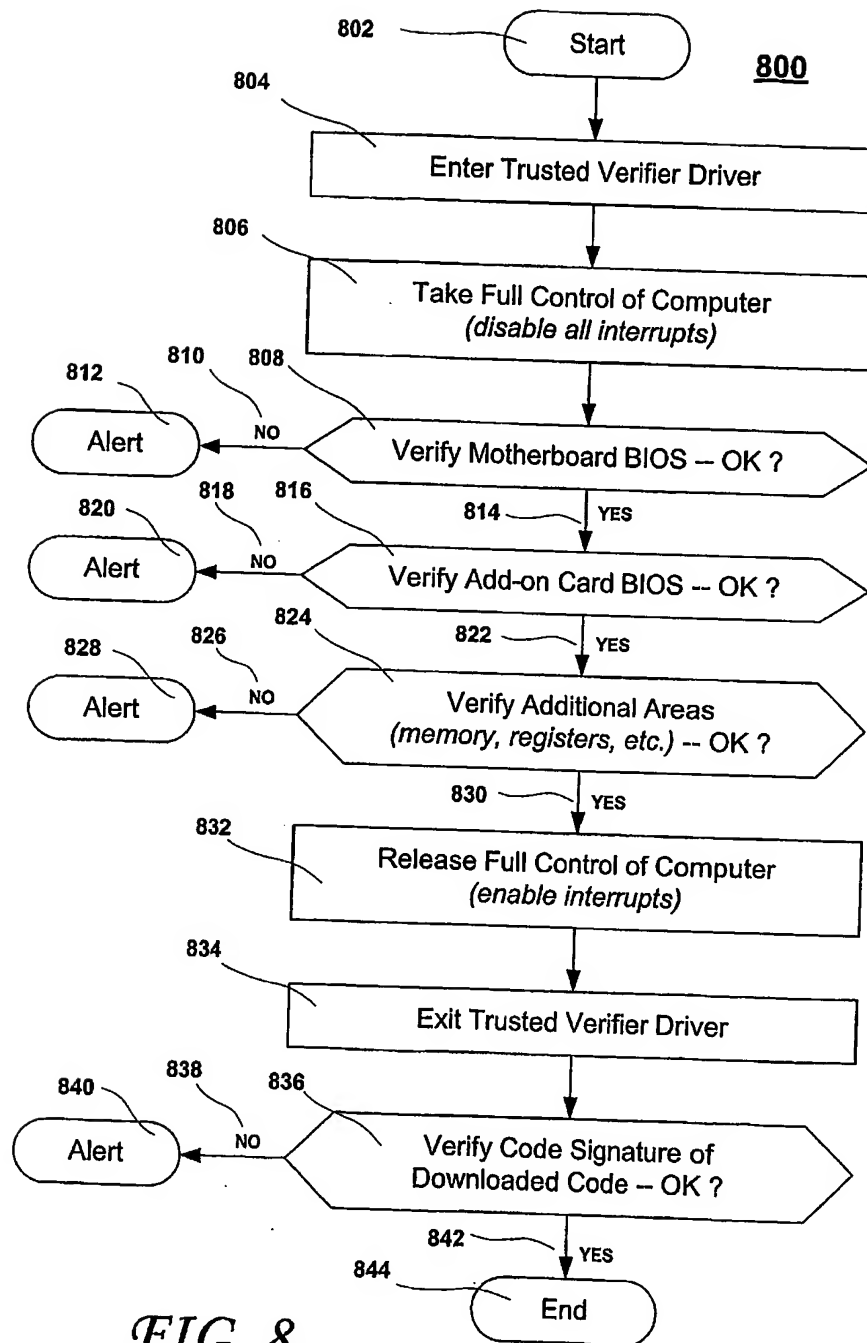 802
Start
800
804
Enter Trusted Verifier Driver
806
Take Full Control of Computer
(disable all interrupts)
812
810
808
Alert
NO
Verify Motherboard BIOS -- OK ?
814
YES
820
818
816
Alert
NO
Verify Add-on Card BIOS -- OK ?
822
YES
828
826
824
Alert
NO
Verify Additional Areas
(memory, registers, etc.) -- OK ?
830
YES
832
Release Full Control of Computer
(enable interrupts)
834
Exit Trusted Verifier Driver
840
838
836
Alert
NO
Verify Code Signature of
Downloaded Code -- OK ?
842
YES
844
End
FIG. 8